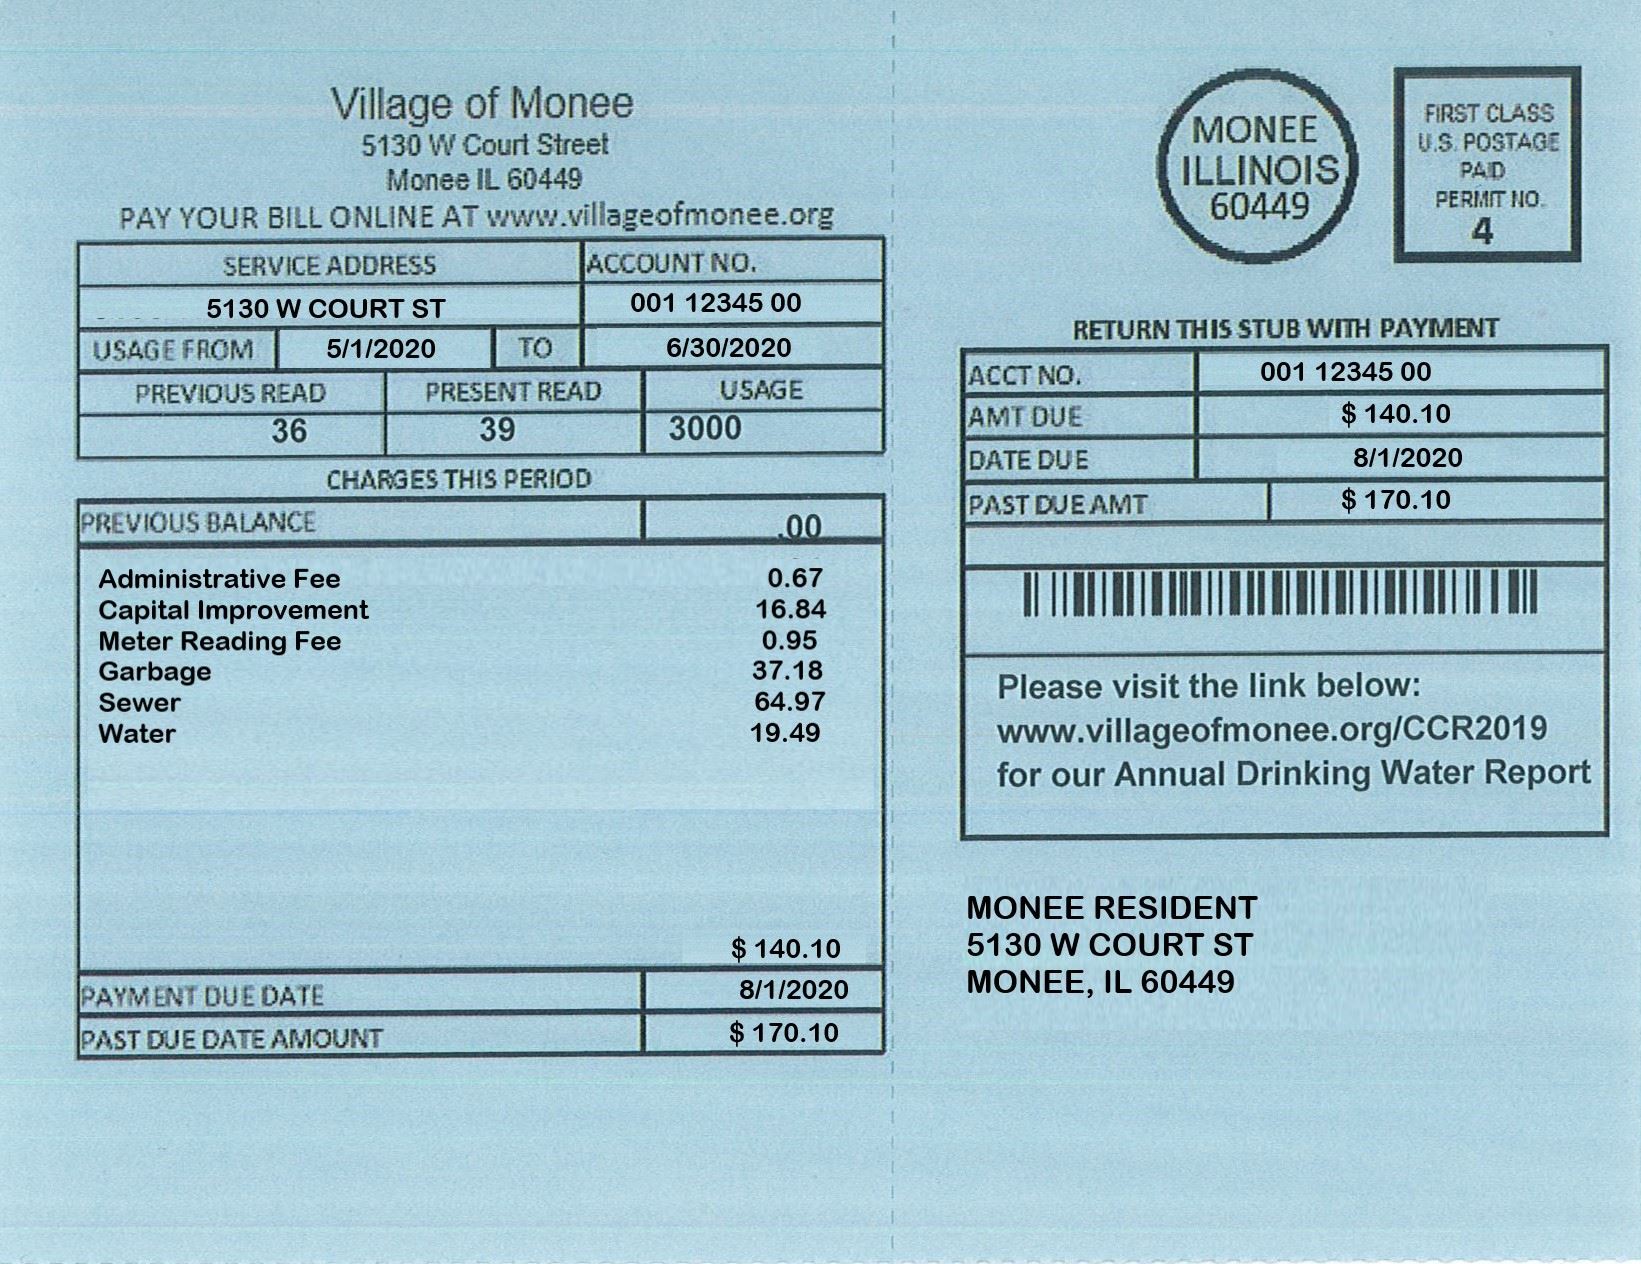 Village of Monee
5130 W Court Street
Monee IL 60449
PAY YOUR BILL ONLINE AT www.villageofmonee.org
SERVICE ADDRESS ACCOUNT NO.
5130 W COURT ST 001 12345 00
USAGE FROM 5/1/2020 TO 6/30/2020
PREVIOUS READ PRESENT READ USAGE
36 39 3000
CHARGES THIS PERIOD
PREVIOUS BALANCE .00
Administrative Fee 0.67
Capital Improvement 16.84
Meter Reading Fee 0.95
Garbage 37.18
Sewer 64.97
Water 19.49
$ 140.10
PAYMENT DUE DATE 8/1/2020
PAST DUE DATE AMOUNT $ 170.10
MONEE
ILLINOIS
60449
FIRST CLASS
U.S. POSTAGE
PAID
PERMIT NO.
4
RETURN THIS STUB WITH PAYMENT
ACCT NO. 001 12345 00
AMT DUE $ 140.10
DATE DUE 8/1/2020
PAST DUE AMT $ 170.10
Please visit the link below:
www.villageofmonee.org/CCR2019
for our Annual Drinking Water Report
MONEE RESIDENT
5130 W COURT ST
MONEE, IL 60449